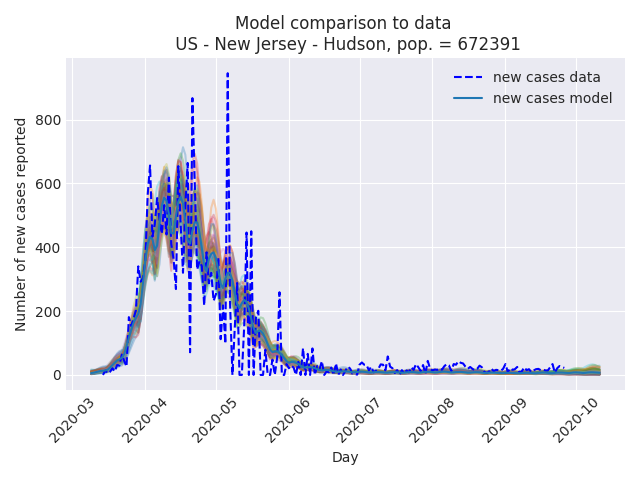 Model comparison to data
US - New Jersey - Hudson, pop. = 672391
new cases data
new cases model
Number of new cases reported
800
600
400
200
0
2020-03
2020-04
2020-05
2020-06
2020-07
2020-08
2020-09
2020-10
Day